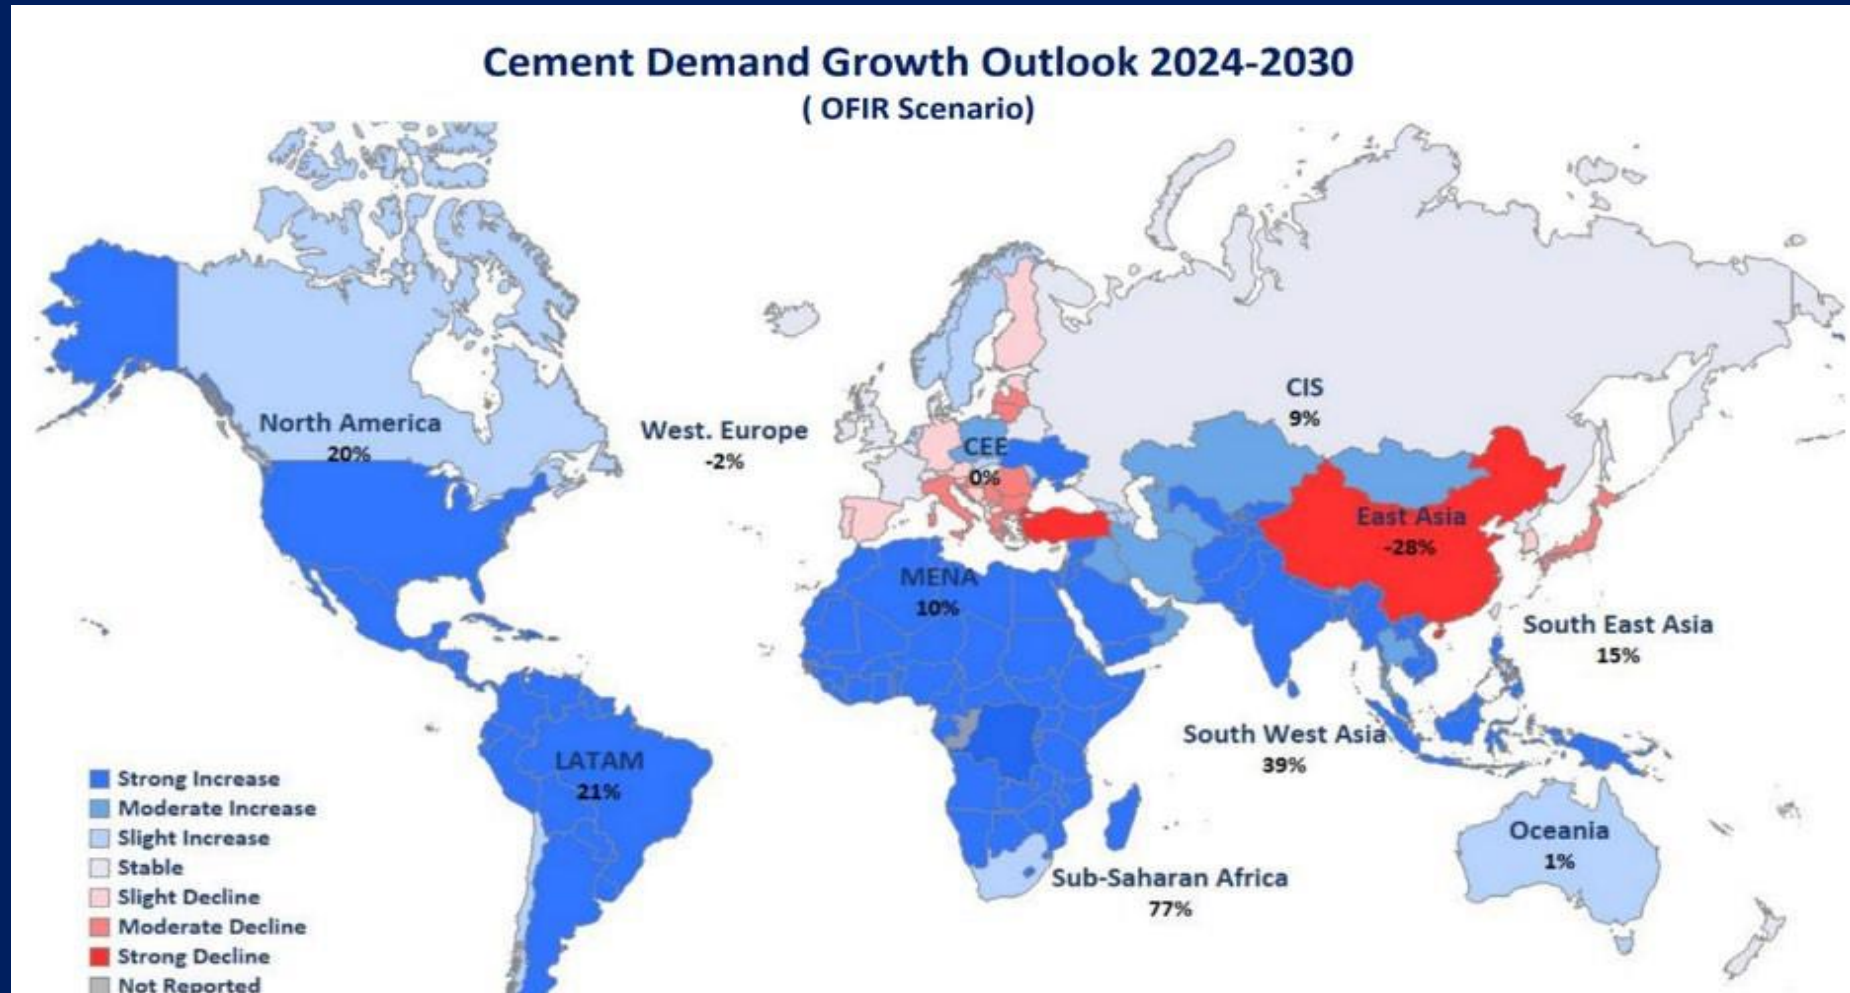 Cement Demand Growth Outlook 2024-2030
( OFIR Scenario)
North America
20%
West. Europe
-2%
CEE
0%
CIS
9%
East Asia
-28%
MENA
10%
South East Asia
15%
South West Asia
39%
LATAM
21%
Sub-Saharan Africa
77%
Oceania
1%
Strong Increase
Moderate Increase
Slight Increase
Stable
Slight Decline
Moderate Decline
Strong Decline
Not Reported